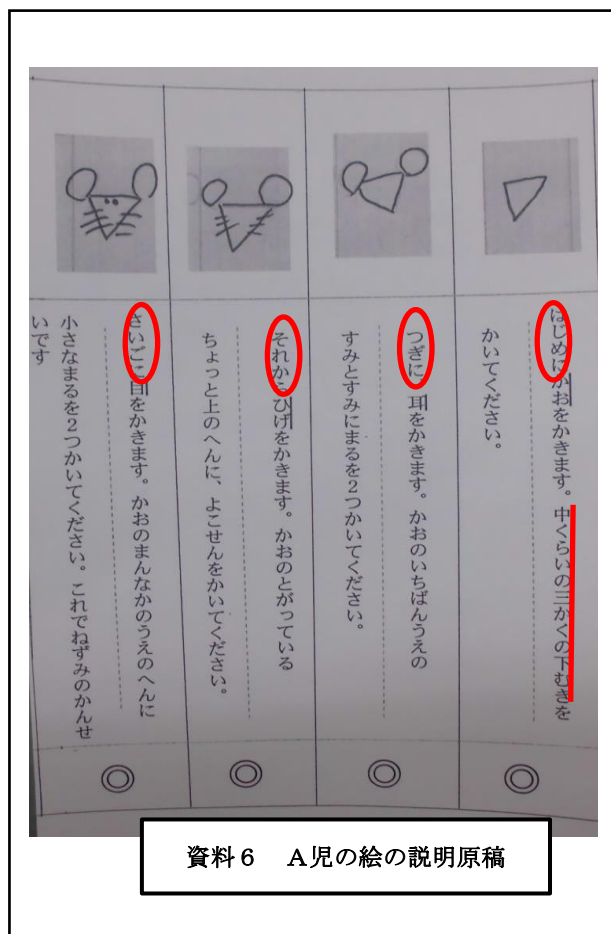 はじめにかおをかきます。中くらいの三かくの下むきを
かいてください。
◎
つぎに 耳をかきます。かおのいちばんうえの
すみとすみにまるを2つかいてください。
◎
それからひげをかきます。かおのとがっている
ちょっと上のへんに、よこせんをかいてください。
◎
さいごに目をかきます。かおのまんなかのうえのへんに
小さなまるを2つかいてください。これでねずみのかんせ
いです
◎
資料6 A児の絵の説明原稿